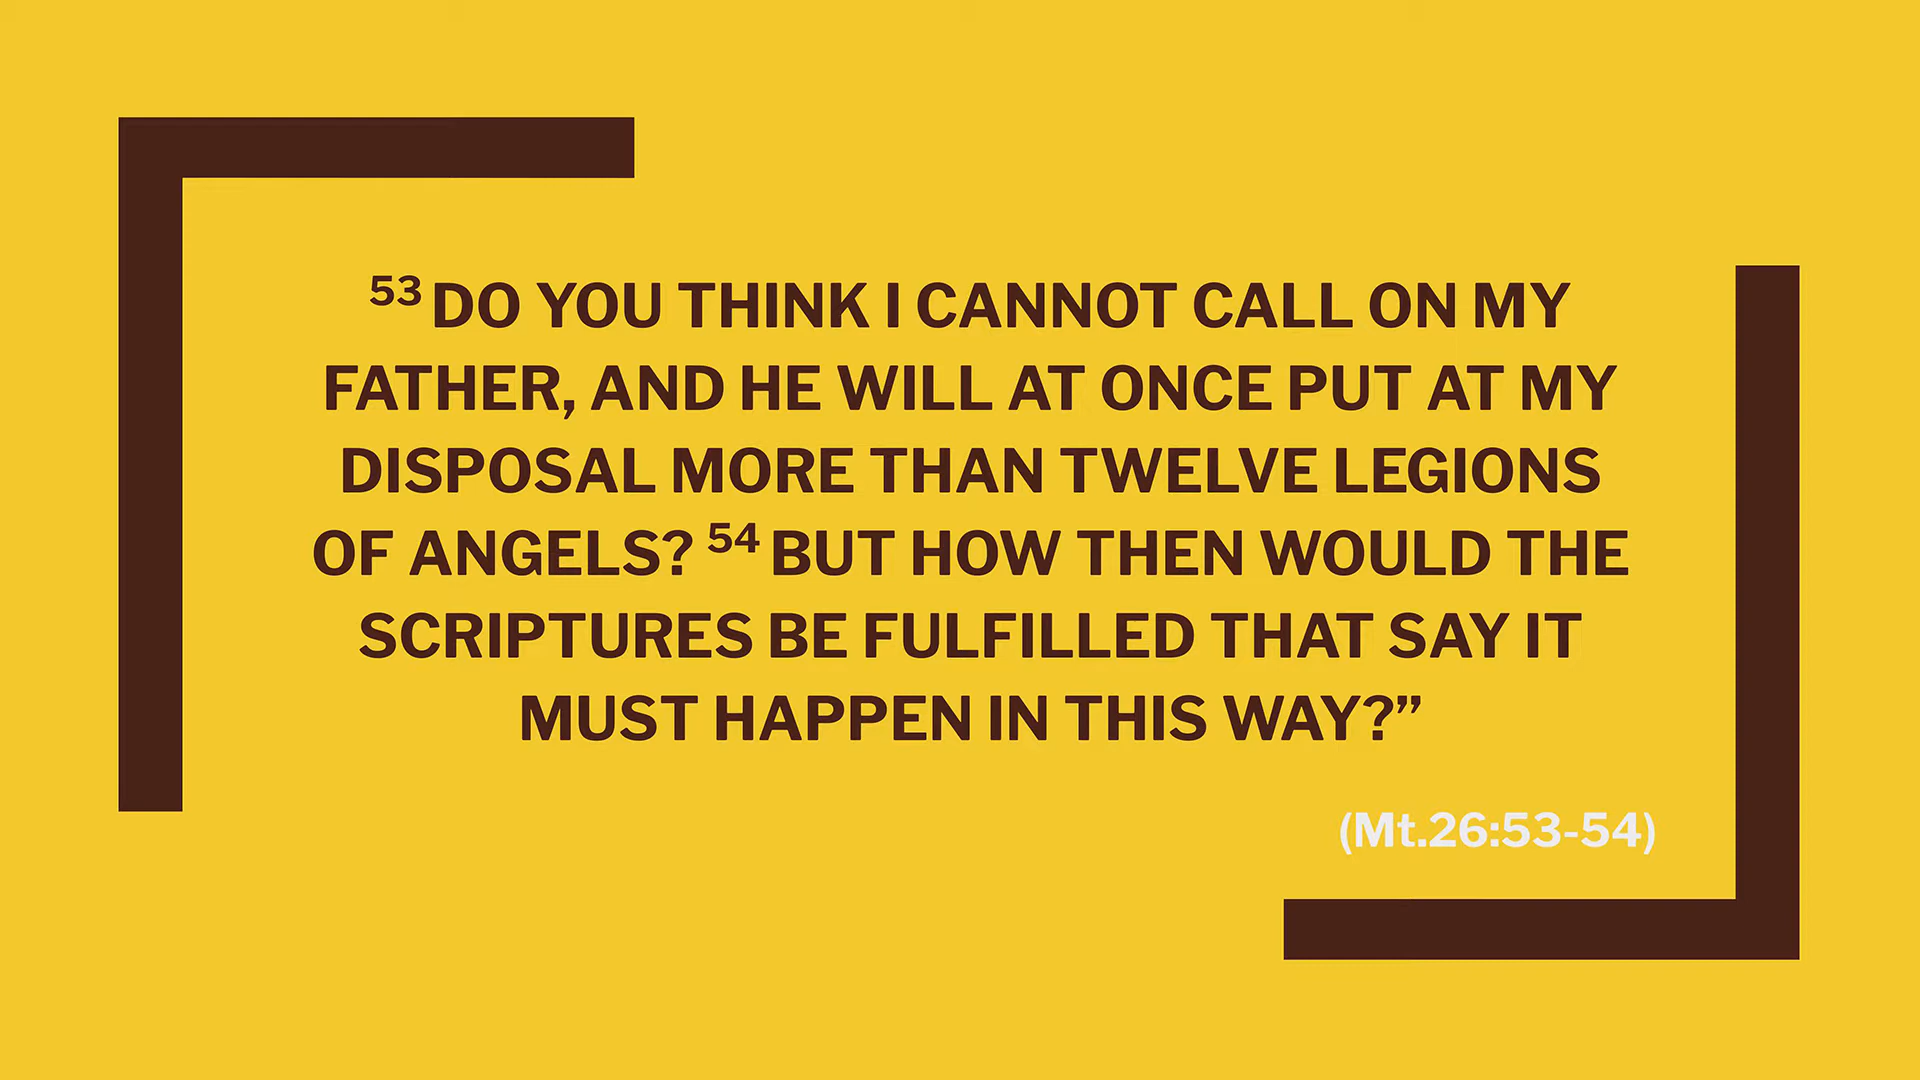 53 DO YOU THINK I CANNOT CALL ON MY
FATHER, AND HE WILL AT ONCE PUT AT MY
DISPOSAL MORE THAN TWELVE LEGIONS
OF ANGELS? 54 BUT HOW THEN WOULD THE
SCRIPTURES BE FULFILLED THAT SAY IT
MUST HAPPEN IN THIS WAY?”
(Mt.26:53-54)